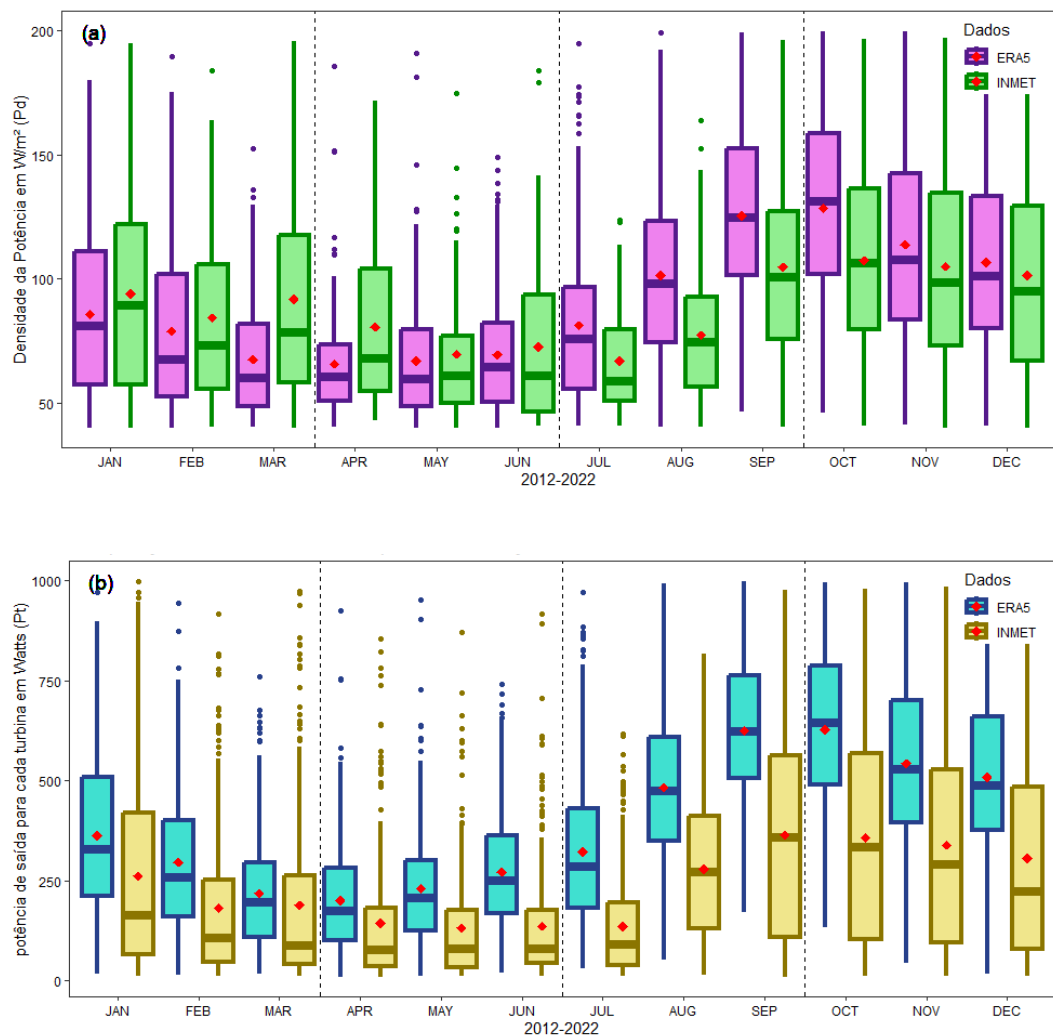 (a)
Dados
ERA5
INMET
Densidade da Potência em W/m² (Pd)
200
150
100
50
JAN FEB MAR APR MAY JUN JUL AUG SEP OCT NOV DEC
2012-2022
(b)
Dados
ERA5
INMET
potência de saída para cada turbina em Watts (Pt)
1000
750
500
250
0
JAN FEB MAR APR MAY JUN JUL AUG SEP OCT NOV DEC
2012-2022